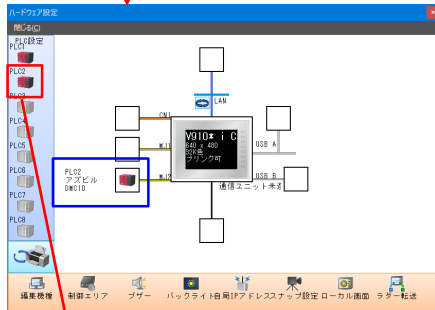 ハードウェア設定
閉じる(C)
PLC設定
PLC1
PLC2
PLC3
PLC4
PLC5
PLC6
PLC7
PLC8
LAN
CN1
MJ1
MJ2
V910* i C
640 x 480
32K色
ブリンク可
USB A
USB B
通信ユニット未
PLC2
アズビル
DMC10
編集機種
制御エリア
ブザー
バックライト
自局IPアドレス
スナップ設定
ローカル画面
ラダー転送